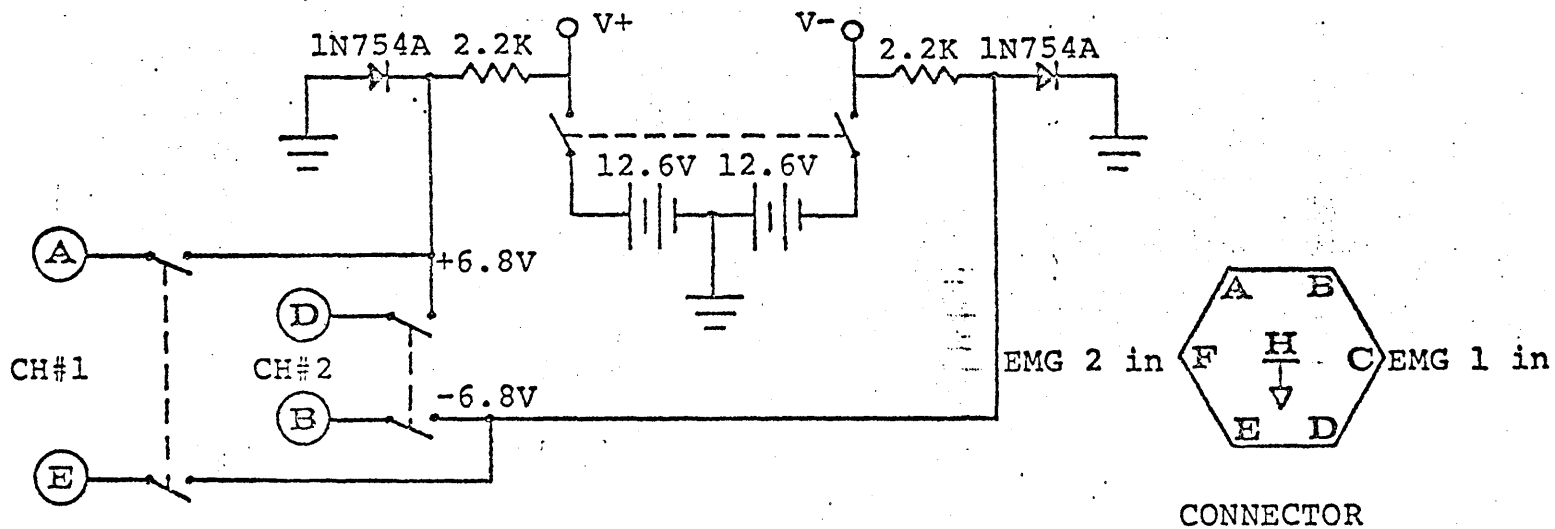 V+ V-
1N754A 2.2K 2.2K 1N754A
12.6V 12.6V
A +6.8V
D
CH#1 CH#2
B -6.8V
E
A B
EMG 2 in F H C EMG 1 in
E D
CONNECTOR